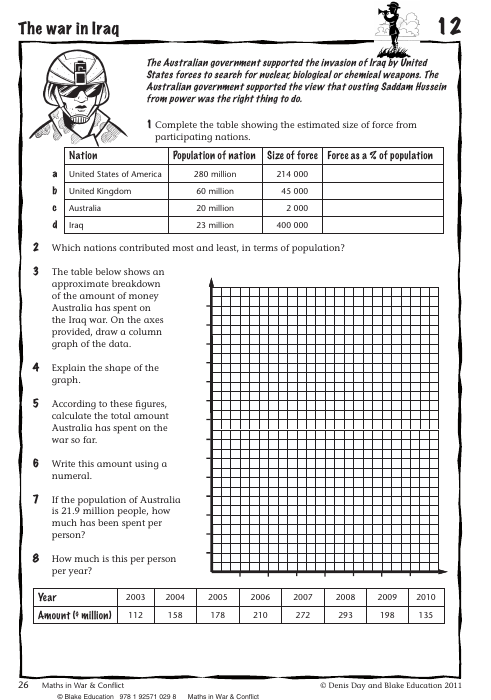 The war in Iraq
12
The Australian government supported the invasion of Iraq by United
States forces to search for nuclear, biological or chemical weapons. The
Australian government supported the view that ousting Saddam Hussein
from power was the right thing to do.
1 Complete the table showing the estimated size of force from
participating nations.
Nation Population of nation Size of force Force as a % of population
a United States of America 280 million 214 000
b United Kingdom 60 million 45 000
c Australia 20 million 2 000
d Iraq 23 million 400 000
2 Which nations contributed most and least, in terms of population?
3 The table below shows an
approximate breakdown
of the amount of money
Australia has spent on
the Iraq war. On the axes
provided, draw a column
graph of the data.
4 Explain the shape of the
graph.
5 According to these figures,
calculate the total amount
Australia has spent on the
war so far.
6 Write this amount using a
numeral.
7 If the population of Australia
is 21.9 million people, how
much has been spent per
person?
8 How much is this per person
per year?
Year 2003 2004 2005 2006 2007 2008 2009 2010
Amount ($ million) 112 158 178 210 272 293 198 135
26 Maths in War & Conflict
© Denis Day and Blake Education 2011
© Blake Education 978 1 92571 029 8 Maths in War & Conflict